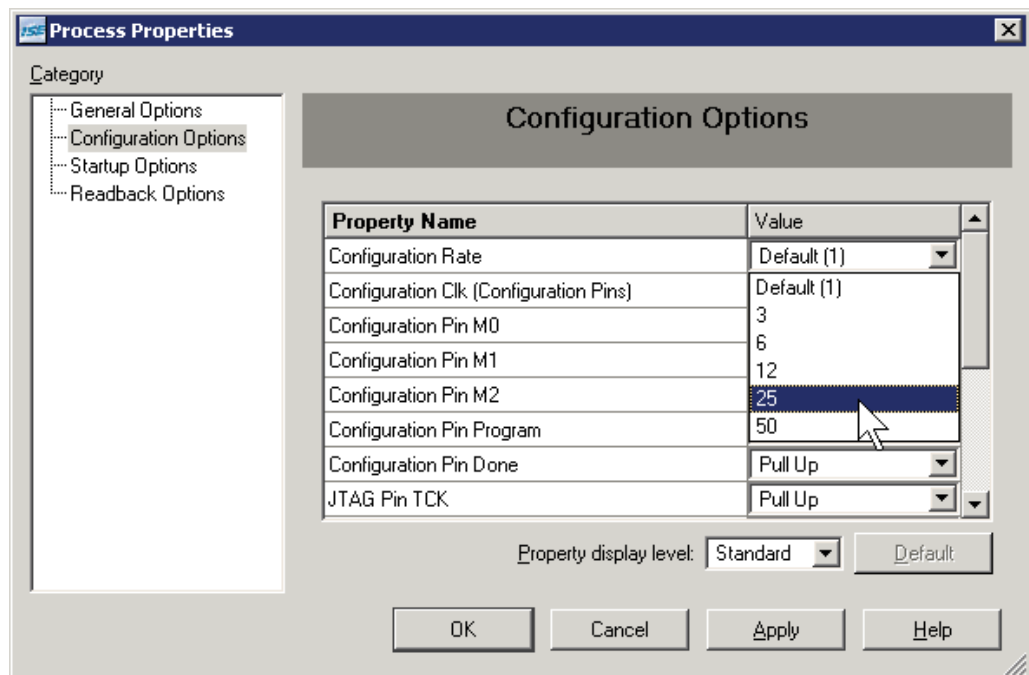 ISE Process Properties
Category
General Options
Configuration Options
Startup Options
Readback Options
Configuration Options
Property Name Value
Configuration Rate Default (1)
Configuration Clk (Configuration Pins) Default (1)
Configuration Pin M0 3
6
Configuration Pin M1 12
Configuration Pin M2 25
Configuration Pin Program 50
Configuration Pin Done Pull Up
JTAG Pin TCK Pull Up
Property display level: Standard Default
OK Cancel Apply Help